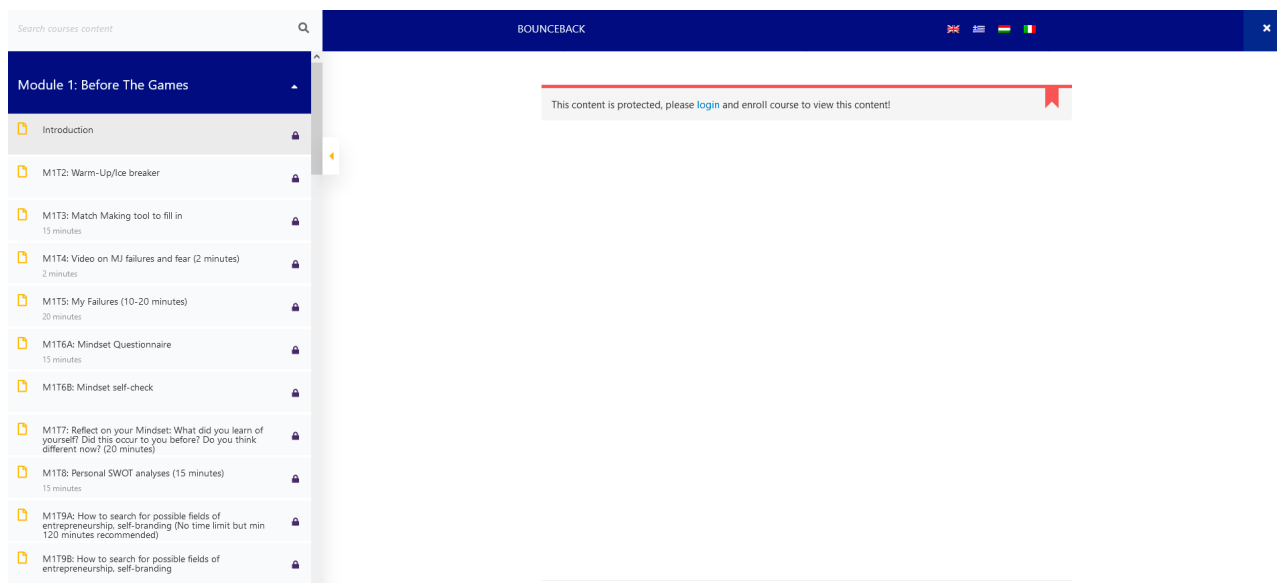 Search courses content
BOUNCEBACK
Module 1: Before The Games
This content is protected, please login and enroll course to view this content!
Introduction
M1T2: Warm-Up/Ice breaker
M1T3: Match Making tool to fill in
15 minutes
M1T4: Video on MJ failures and fear (2 minutes)
2 minutes
M1T5: My Failures (10-20 minutes)
20 minutes
M1T6A: Mindset Questionnaire
15 minutes
M1T6B: Mindset self-check
M1T7: Reflect on your Mindset: What did you learn of
yourself? Did this occur to you before? Do you think
different now? (20 minutes)
M1T8: Personal SWOT analyses (15 minutes)
15 minutes
M1T9A: How to search for possible fields of
entrepreneurship, self-branding (No time limit but min
120 minutes recommended)
M1T9B: How to search for possible fields of
entrepreneurship, self-branding